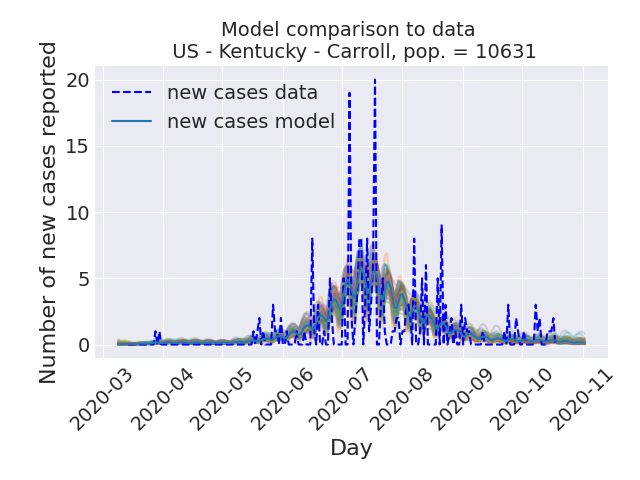 Model comparison to data
US - Kentucky - Carroll, pop. = 10631
Number of new cases reported
20
15
10
5
0
new cases data
new cases model
2020-03
2020-04
2020-05
2020-06
2020-07
2020-08
2020-09
2020-10
2020-11
Day